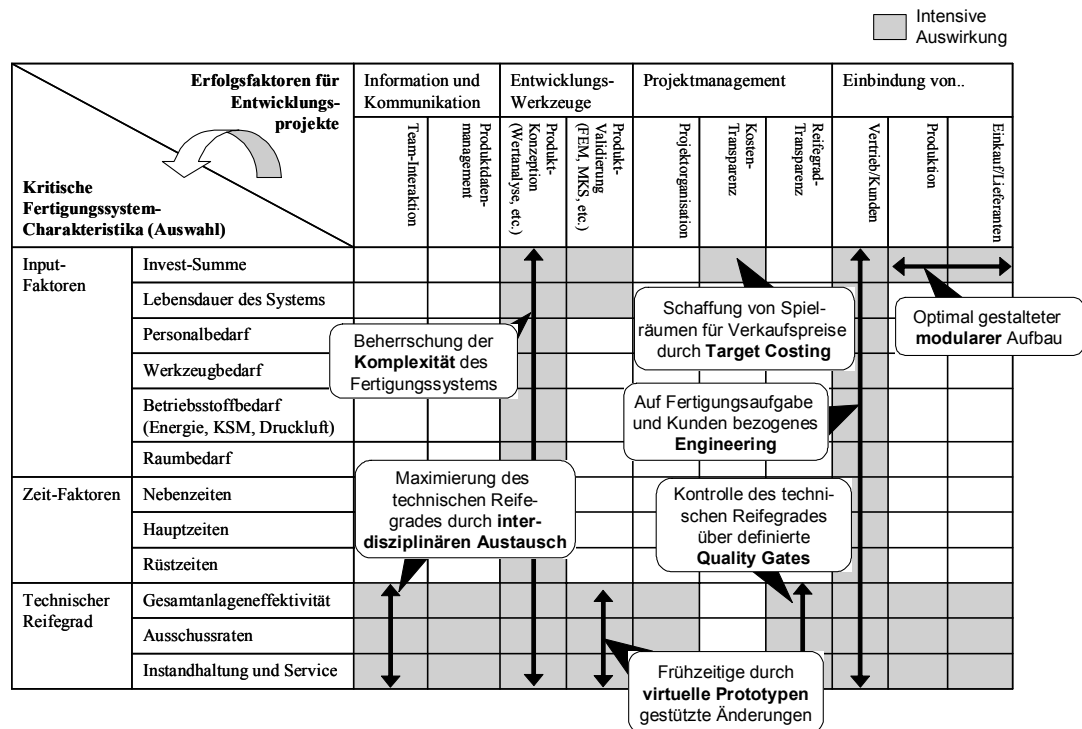 Intensive
Auswirkung
Erfolgsfaktoren für
Entwicklungs-
projekte
Kritische
Fertigungssystem-
Charakteristika (Auswahl)
Information und
Kommunikation
Entwicklungs-
Werkzeuge
Projektmanagement
Einbindung von..
Team-Interaktion
Produktdaten-
management
Produkt-
Konzeption
(Wertanalyse, etc.)
Produkt-
Validierung
(FEM, MKS, etc.)
Projektorganisation
Kosten-
Transparenz
Reifegrad-
Transparenz
Vertrieb/Kunden
Produktion
Einkauf/Lieferanten
Input-
Faktoren
Invest-Summe
Lebensdauer des Systems
Personalbedarf
Werkzeugbedarf
Betriebsstoffbedarf
(Energie, KSM, Druckluft)
Raumbedarf
Zeit-Faktoren
Nebenzeiten
Hauptzeiten
Rüstzeiten
Technischer
Reifegrad
Gesamtanlageneffektivität
Ausschussraten
Instandhaltung und Service
Beherrschung der
Komplexität des
Fertigungssystems
Schaffung von Spiel-
räumen für Verkaufspreise
durch Target Costing
Optimal gestalteter
modularer Aufbau
Auf Fertigungsaufgabe
und Kunden bezogenes
Engineering
Maximierung des
technischen Reife-
grades durch inter-
disziplinären Austausch
Kontrolle des techni-
schen Reifegrades
über definierte
Quality Gates
Frühzeitige durch
virtuelle Prototypen
gestützte Änderungen